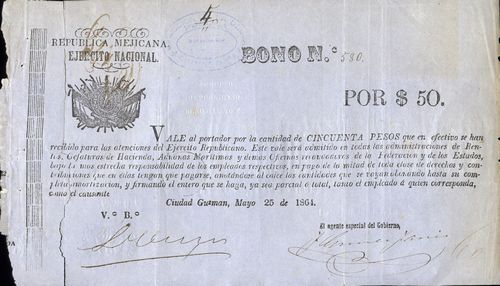 4
REPUBLICA MEJICANA.
EJERCITO NACIONAL.
BONO N.º 580.
POR $ 50.
VALE al portador por la cantidad de CINCUENTA PESOS que en efectivo se han
recibido para las atenciones del Ejército Republicano. Este vale será admitido en todas las administraciones de Ren-
tas, Gefaturas de Hacienda, Aduanas Marítimas y demas Oficinas recaudadoras de la Federacion y de los Estados,
bajo la mas estrecha responsabilidad de los empleados respectivos, en pago de la mitad de toda clase de derechos y con-
tribuciones que en ellas tengan que pagarse, anotándose al calce las cantidades que se vayan abonando hasta su com-
pleta amortizacion, y firmando el entero que se haga, ya sea parcial o total, tanto el empleado á quien corresponda,
como el causante
Ciudad Guzman, Mayo 25 de 1864.
V.º B.º
El agente especial del Gobierno,